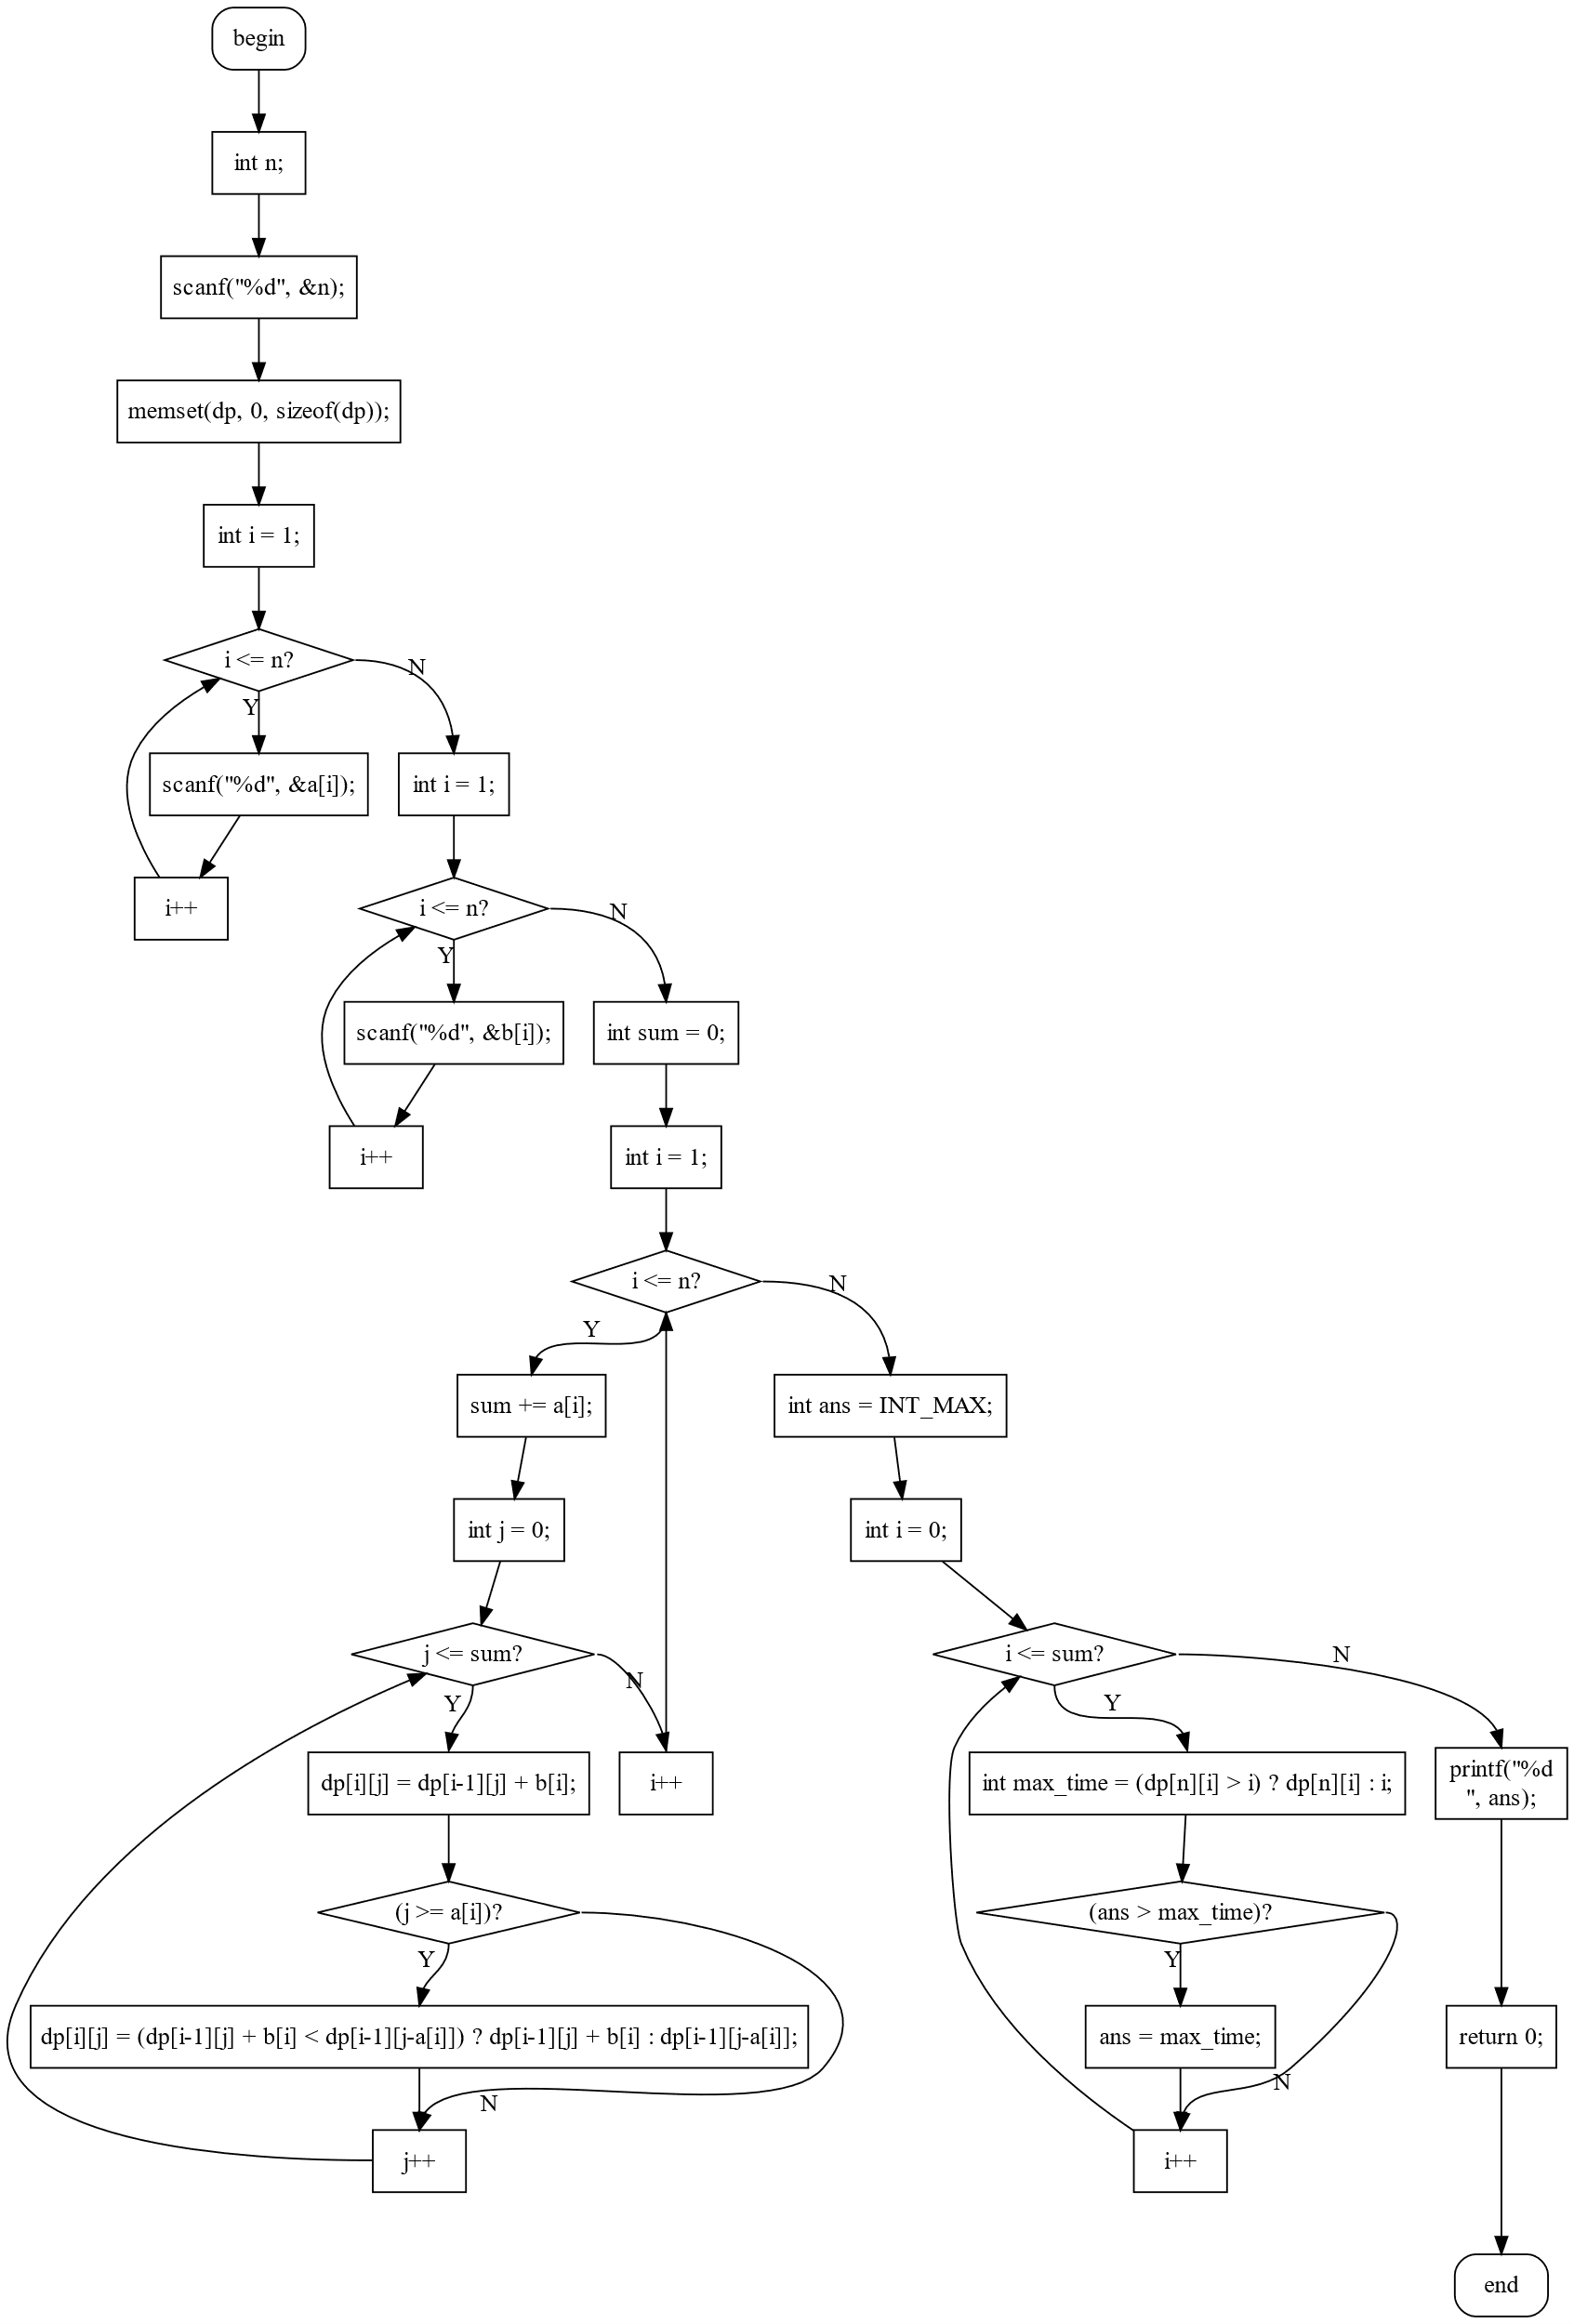 begin
int n;
scanf("%d", &n);
memset(dp, 0, sizeof(dp));
int i = 1;
i <= n?
N
Y
scanf("%d", &a[i]);
int i = 1;
i++
i <= n?
N
Y
scanf("%d", &b[i]);
int sum = 0;
i++
int i = 1;
i <= n?
N
Y
sum += a[i];
int ans = INT_MAX;
int j = 0;
int i = 0;
j <= sum?
i <= sum?
N
N
Y
Y
dp[i][j] = dp[i-1][j] + b[i];
i++
int max_time = (dp[n][i] > i) ? dp[n][i] : i;
printf("%d
", ans);
(j >= a[i])?
(ans > max_time)?
Y
Y
dp[i][j] = (dp[i-1][j] + b[i] < dp[i-1][j-a[i]]) ? dp[i-1][j] + b[i] : dp[i-1][j-a[i]];
ans = max_time;
return 0;
N
N
j++
i++
end